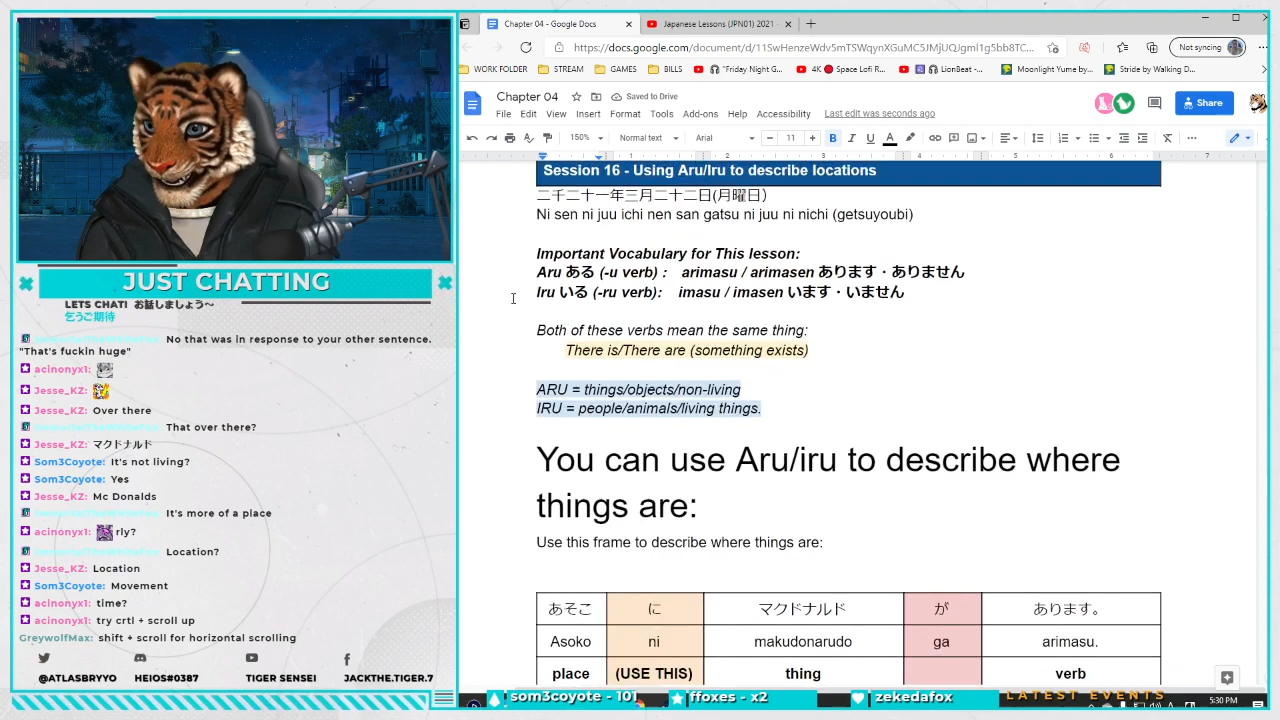 JUST CHATTING
LETS CHAT! お話しましょう～
乞うご期待
No that was in response to your other sentence.
"That's fuckin huge"
acinonyx1:
Jesse_KZ:
Jesse_KZ: Over there
That over there?
Jesse_KZ: マクドナルド
Som3Coyote: It's not living?
Som3Coyote: Yes
Jesse_KZ: Mc Donalds
It's more of a place
acinonyx1: rly?
Location?
Jesse_KZ: Location
Som3Coyote: Movement
acinonyx1: time?
acinonyx1: try crtl + scroll up
GreywolfMax: shift + scroll for horizontal scrolling
@ATLASBRYYO HEIOS#0387 TIGER SENSEI JACKTHE.TIGER.7
Chapter 04 - Google Docs
Japanese Lessons (JPN01) 2021 -
https://docs.google.com/document/d/11SwHenzeWdv5mTSWqynXGuMC5JMjUQJgml1g5bb8TC...
Not syncing
WORK FOLDER STREAM GAMES BILLS "Friday Night G... 4K Space Lofi R... LionBeat -... Moonlight Yume by... Stride by Walking D...
Chapter 04 Saved to Drive
File Edit View Insert Format Tools Add-ons Help Accessibility Last edit was seconds ago
Share
150% Normal text Arial 11 B I U A
1 2 3 4 5 6 7
Session 16 - Using Aru/Iru to describe locations
二千二十一年三月二十二日(月曜日)
Ni sen ni juu ichi nen san gatsu ni juu ni nichi (getsuyoubi)
Important Vocabulary for This lesson:
Aru ある (-u verb) : arimasu / arimasen あります・ありません
Iru いる (-ru verb): imasu / imasen います・いません
Both of these verbs mean the same thing:
There is/There are (something exists)
ARU = things/objects/non-living
IRU = people/animals/living things.
You can use Aru/iru to describe where
things are:
Use this frame to describe where things are:
あそこ に マクドナルド が あります。
Asoko ni makudonarudo ga arimasu.
place (USE THIS) thing verb
som3coyote - 101 ffoxes - x2 zekedafox LATEST EVEN
5:30 PM